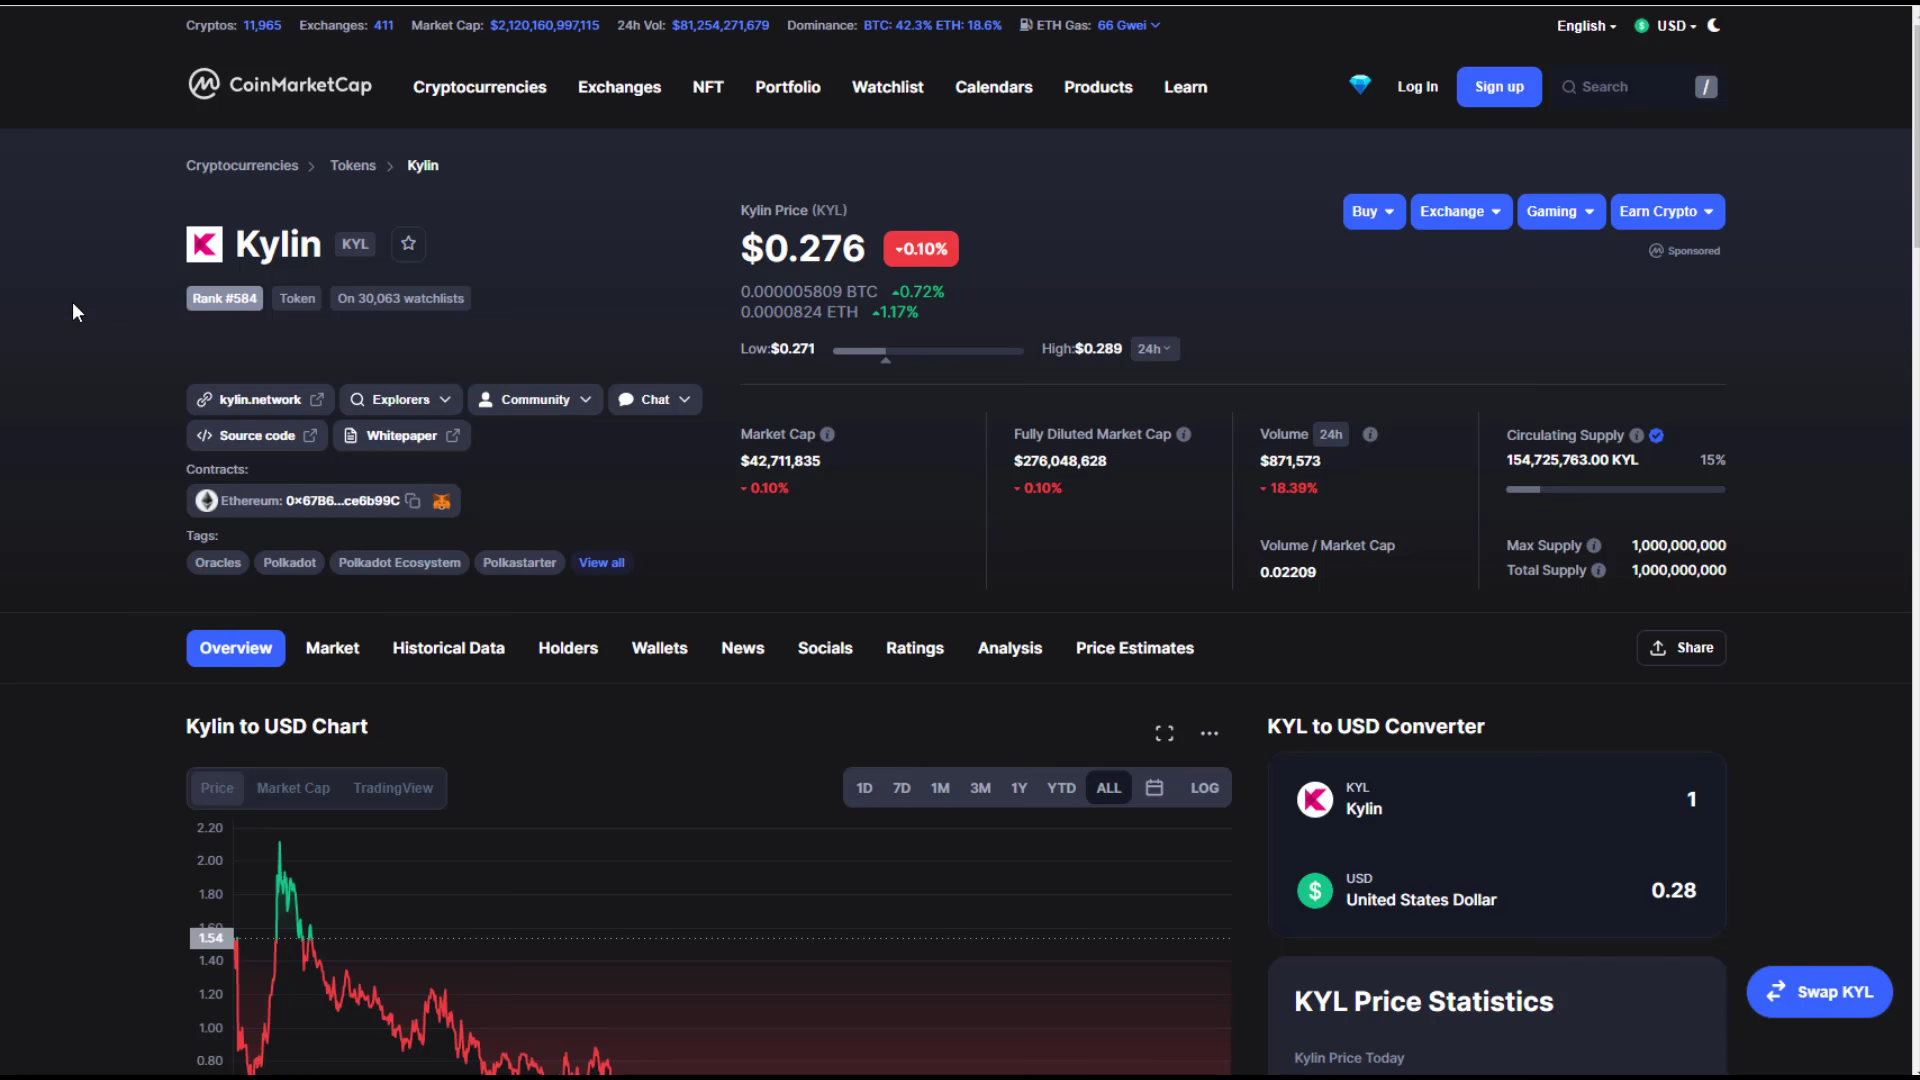 Cryptos: 11,965 Exchanges: 411 Market Cap: $2,120,160,997,115 24h Vol: $81,254,271,679 Dominance: BTC: 42.3% ETH: 18.6% ETH Gas: 66 Gwei
English USD
CoinMarketCap Cryptocurrencies Exchanges NFT Portfolio Watchlist Calendars Products Learn Log In Sign up Search /
Cryptocurrencies Tokens Kylin
Kylin KYL
Rank #584 Token On 30,063 watchlists
kylin.network Explorers Community Chat
Source code Whitepaper
Contracts:
Ethereum: 0x67B6...ce6b99C
Tags:
Oracles Polkadot Polkadot Ecosystem Polkastarter View all
Kylin Price (KYL)
$0.276 0.10%
0.000005809 BTC 0.72%
0.0000824 ETH 1.17%
Low:$0.271 High:$0.289 24h
Buy Exchange Gaming Earn Crypto
Sponsored
Market Cap
$42,711,835
0.10%
Fully Diluted Market Cap
$276,048,628
0.10%
Volume 24h
$871,573
18.39%
Volume / Market Cap
0.02209
Circulating Supply
154,725,763.00 KYL 15%
Max Supply 1,000,000,000
Total Supply 1,000,000,000
Overview Market Historical Data Holders Wallets News Socials Ratings Analysis Price Estimates Share
Kylin to USD Chart
Price Market Cap TradingView 1D 7D 1M 3M 1Y YTD ALL LOG
2.20
2.00
1.80
1.54
1.40
1.20
1.00
0.80
KYL to USD Converter
KYL
Kylin 1
USD
United States Dollar 0.28
KYL Price Statistics
Kylin Price Today
Swap KYL